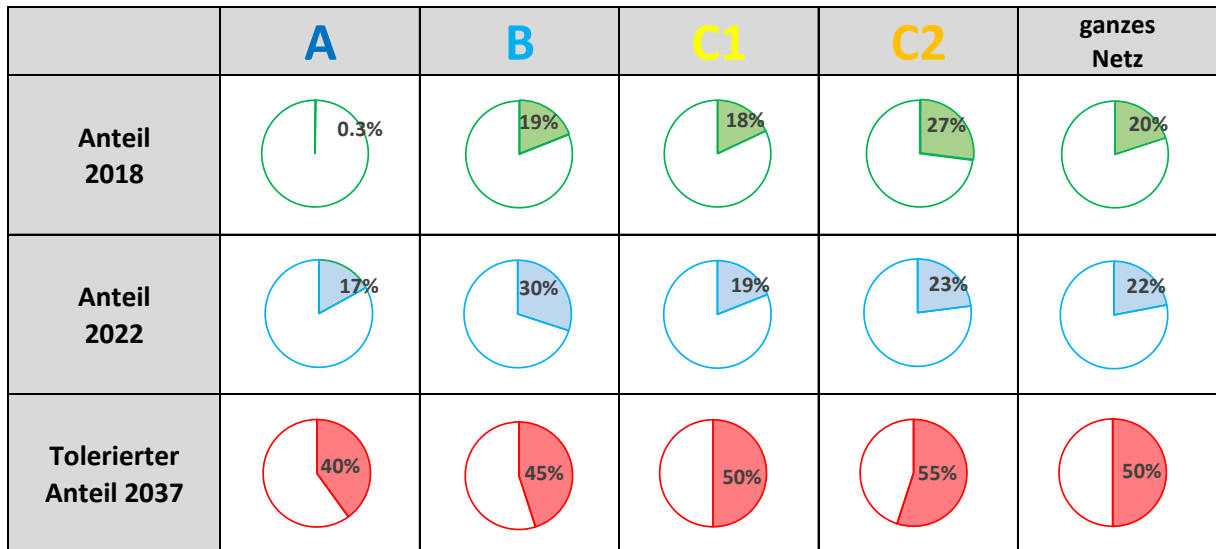 A B C1 C2 ganzes
Netz
Anteil
2018
0.3% 19% 18% 27% 20%
Anteil
2022
17% 30% 19% 23% 22%
Tolerierter
Anteil 2037
40% 45% 50% 55% 50%